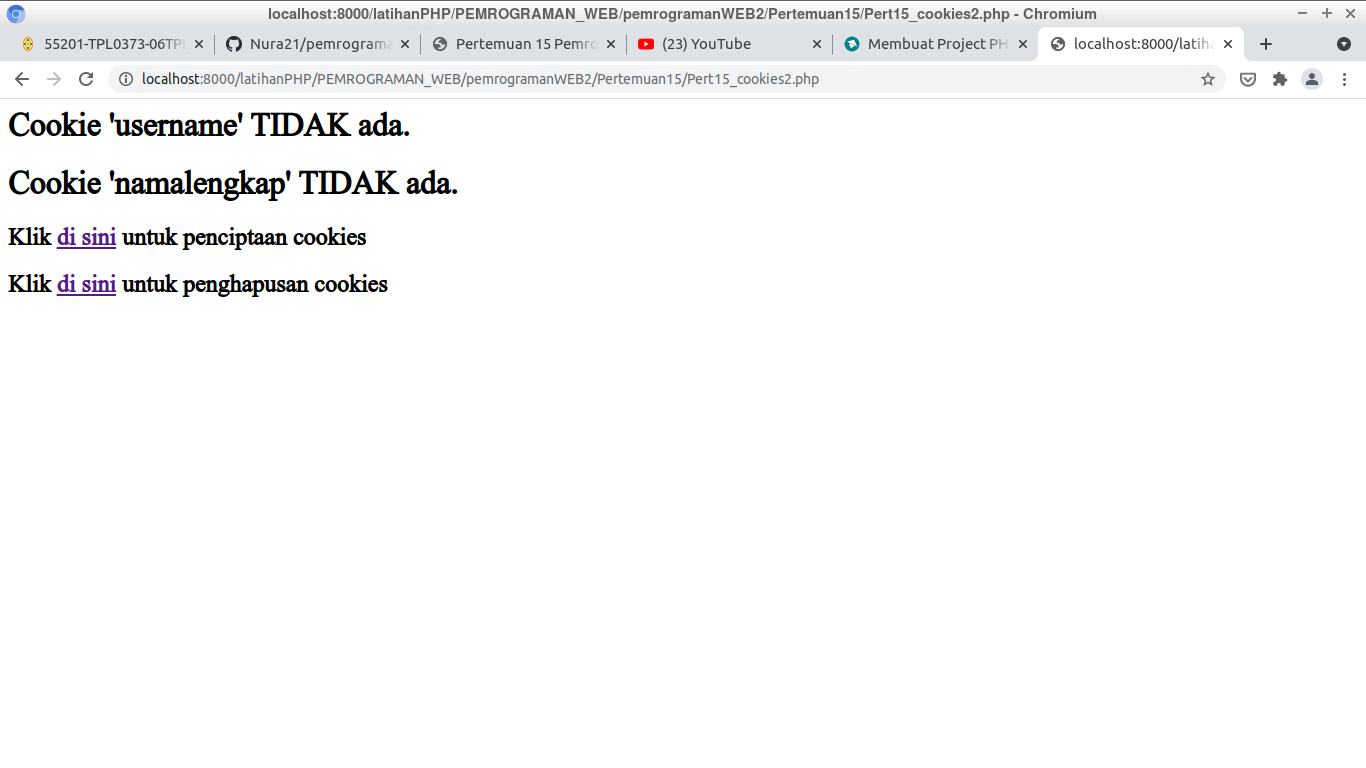 localhost:8000/latihanPHP/PEMROGRAMAN_WEB/pemrogramanWEB2/Pertemuan15/Pert15_cookies2.php - Chromium
55201-TPL0373-06TPL
Nura21/pemrograma
Pertemuan 15 Pemro
(23) YouTube
Membuat Project PH
localhost:8000/latiha
localhost:8000/latihanPHP/PEMROGRAMAN_WEB/pemrogramanWEB2/Pertemuan15/Pert15_cookies2.php
Cookie 'username' TIDAK ada.
Cookie 'namalengkap' TIDAK ada.
Klik di sini untuk penciptaan cookies
Klik di sini untuk penghapusan cookies